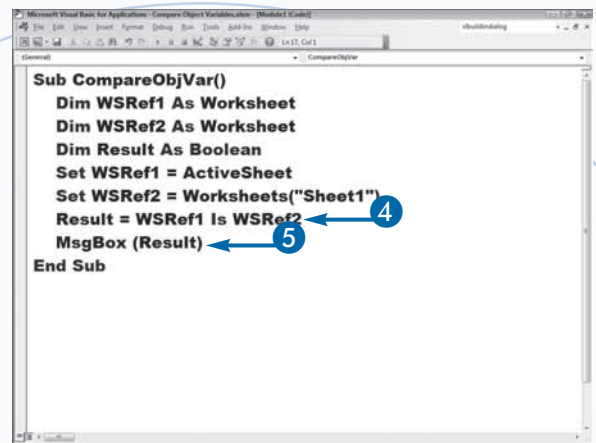 Microsoft Visual Basic for Applications - Compare Object Variables.xlsm - [Module1 (Code)]
File Edit View Insert Format Debug Run Tools Add-Ins Window Help
Ln 17, Col 1
(General) CompareObjVar
Sub CompareObjVar()
Dim WSRef1 As Worksheet
Dim WSRef2 As Worksheet
Dim Result As Boolean
Set WSRef1 = ActiveSheet
Set WSRef2 = Worksheets("Sheet1")
Result = WSRef1 Is WSRef2 4
MsgBox (Result) 5
End Sub